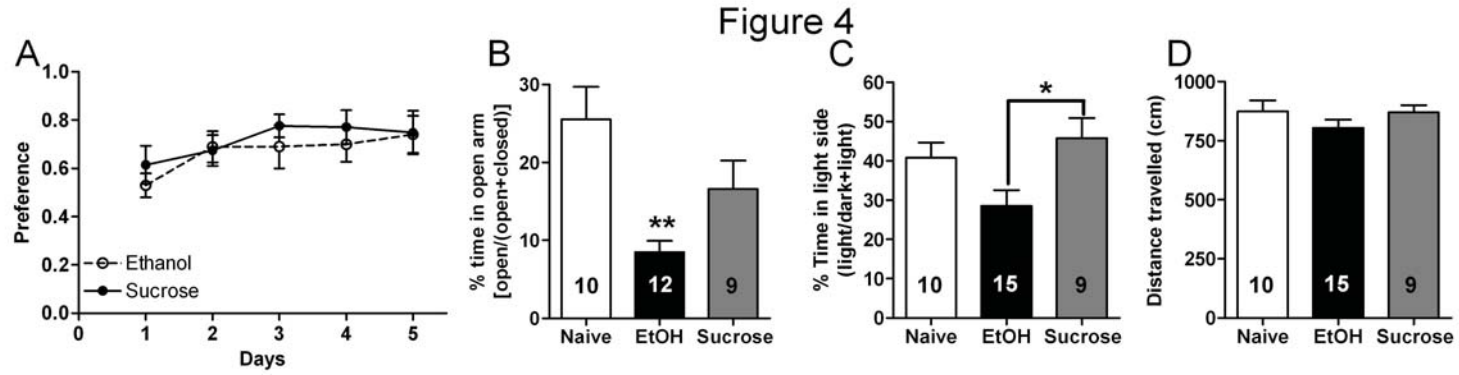 Figure 4
A
Preference
1.0
0.8
0.6
0.4
0.2
0.0
Ethanol
Sucrose
0 1 2 3 4 5
Days
B
% time in open arm
[open/(open+closed)]
30
20
10
0
**
10 12 9
Naive EtOH Sucrose
C
% Time in light side
(light/dark+light)
60
50
40
30
20
10
0
*
10 15 9
Naive EtOH Sucrose
D
Distance travelled (cm)
1000
750
500
250
0
10 15 9
Naive EtOH Sucrose